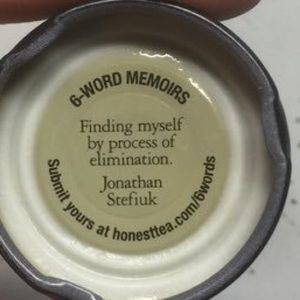 6-WORD MEMOIRS
Finding myself
by process of
elimination.
Jonathan
Stefiuk
Submit yours at honesttea.com/6words